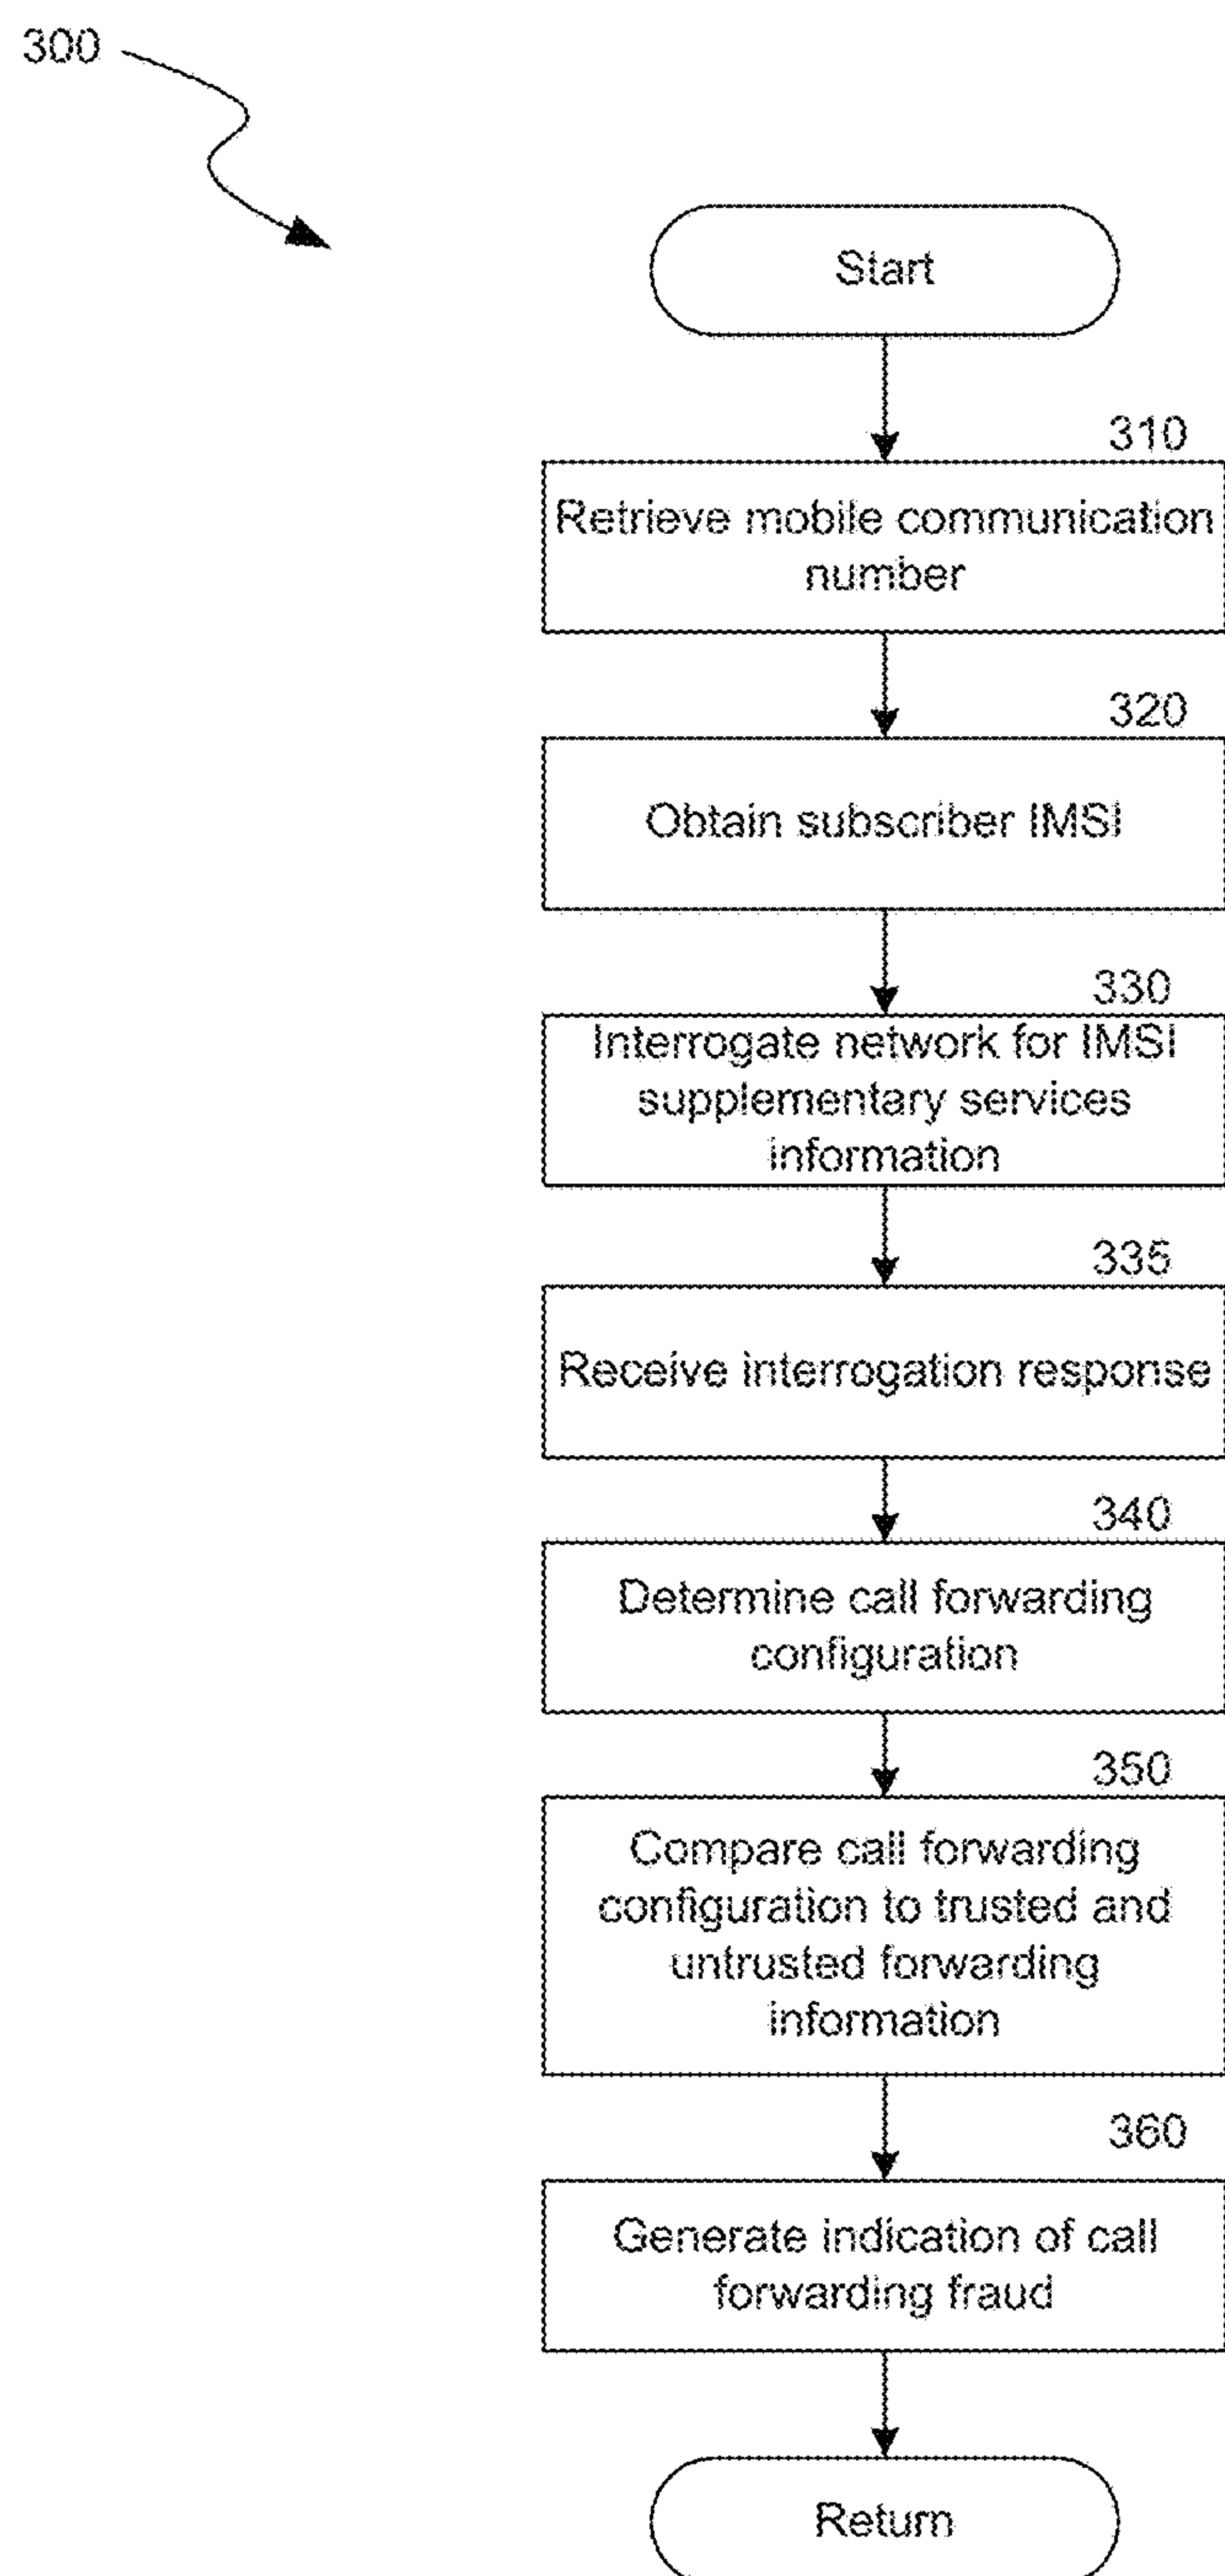 300
Start
310
Retrieve mobile communication
number
320
Obtain subscriber IMSI
330
Interrogate network for IMSI
supplementary services
information
335
Receive interrogation response
340
Determine call forwarding
configuration
350
Compare call forwarding
configuration to trusted and
untrusted forwarding
information
360
Generate indication of call
forwarding fraud
Return